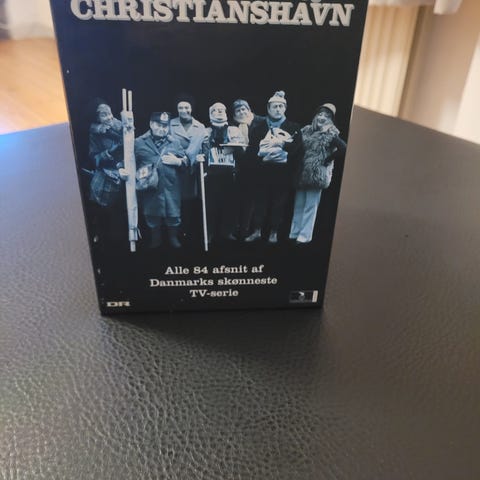 CHRISTIANSHAVN
Alle 84 afsnit af
Danmarks skønneste
TV-serie
DR